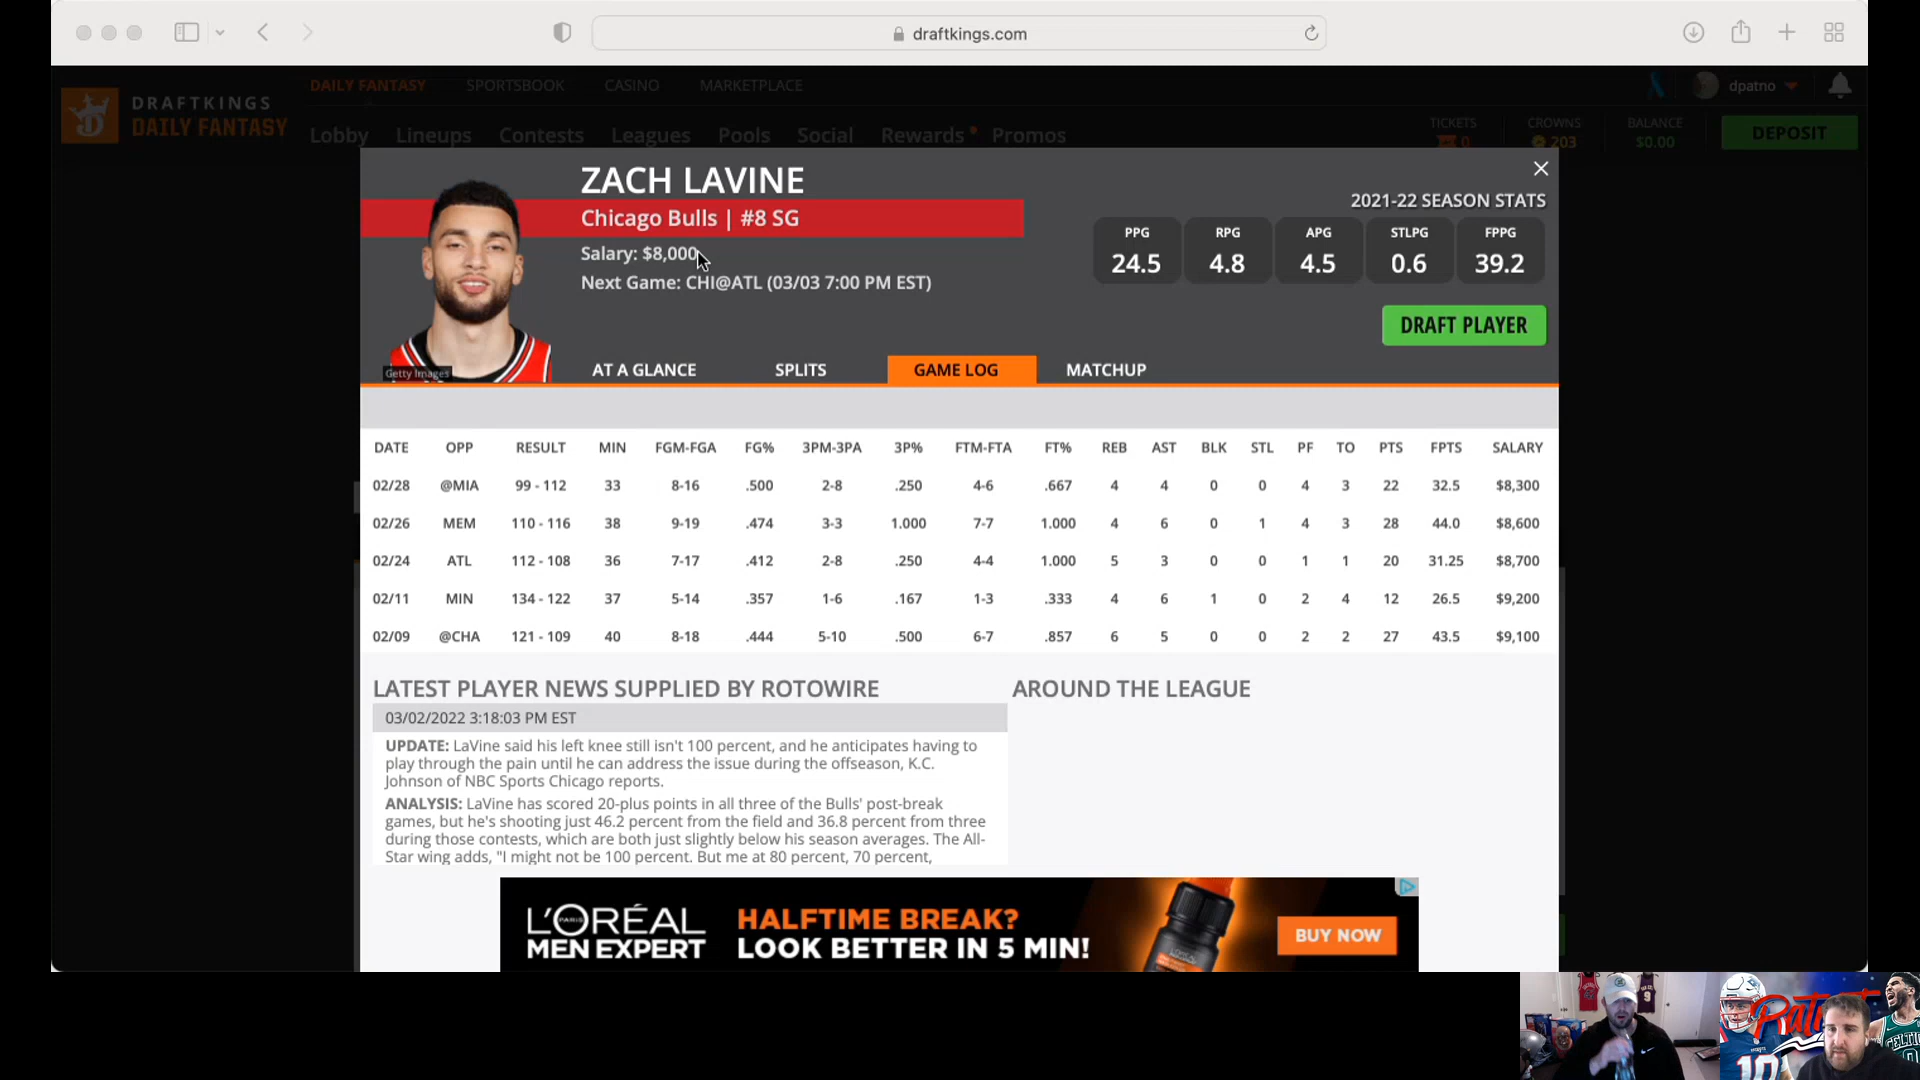 draftkings.com
DRAFTKINGS
DAILY FANTASY
DAILY FANTASY SPORTSBOOK CASINO MARKETPLACE
dpatno
Lobby Lineups Contests Leagues Pools Social Rewards Promos
TICKETS CROWNS BALANCE
0 203 $0.00
DEPOSIT
ZACH LAVINE
Chicago Bulls | #8 SG
Salary: $8,000
Next Game: CHI@ATL (03/03 7:00 PM EST)
2021-22 SEASON STATS
PPG RPG APG STLPG FPPG
24.5 4.8 4.5 0.6 39.2
DRAFT PLAYER
Getty Images
AT A GLANCE SPLITS GAME LOG MATCHUP
DATE OPP RESULT MIN FGM-FGA FG% 3PM-3PA 3P% FTM-FTA FT% REB AST BLK STL PF TO PTS FPTS SALARY
02/28 @MIA 99 - 112 33 8-16 .500 2-8 .250 4-6 .667 4 4 0 0 4 3 22 32.5 $8,300
02/26 MEM 110 - 116 38 9-19 .474 3-3 1.000 7-7 1.000 4 6 0 1 4 3 28 44.0 $8,600
02/24 ATL 112 - 108 36 7-17 .412 2-8 .250 4-4 1.000 5 3 0 0 1 1 20 31.25 $8,700
02/11 MIN 134 - 122 37 5-14 .357 1-6 .167 1-3 .333 4 6 1 0 2 4 12 26.5 $9,200
02/09 @CHA 121 - 109 40 8-18 .444 5-10 .500 6-7 .857 6 5 0 0 2 2 27 43.5 $9,100
LATEST PLAYER NEWS SUPPLIED BY ROTOWIRE
03/02/2022 3:18:03 PM EST
UPDATE: LaVine said his left knee still isn't 100 percent, and he anticipates having to
play through the pain until he can address the issue during the offseason, K.C.
Johnson of NBC Sports Chicago reports.
ANALYSIS: LaVine has scored 20-plus points in all three of the Bulls' post-break
games, but he's shooting just 46.2 percent from the field and 36.8 percent from three
during those contests, which are both just slightly below his season averages. The All-
Star wing adds, "I might not be 100 percent. But me at 80 percent, 70 percent,
AROUND THE LEAGUE
L'ORÉAL
PARIS
MEN EXPERT
HALFTIME BREAK?
LOOK BETTER IN 5 MIN!
BUY NOW